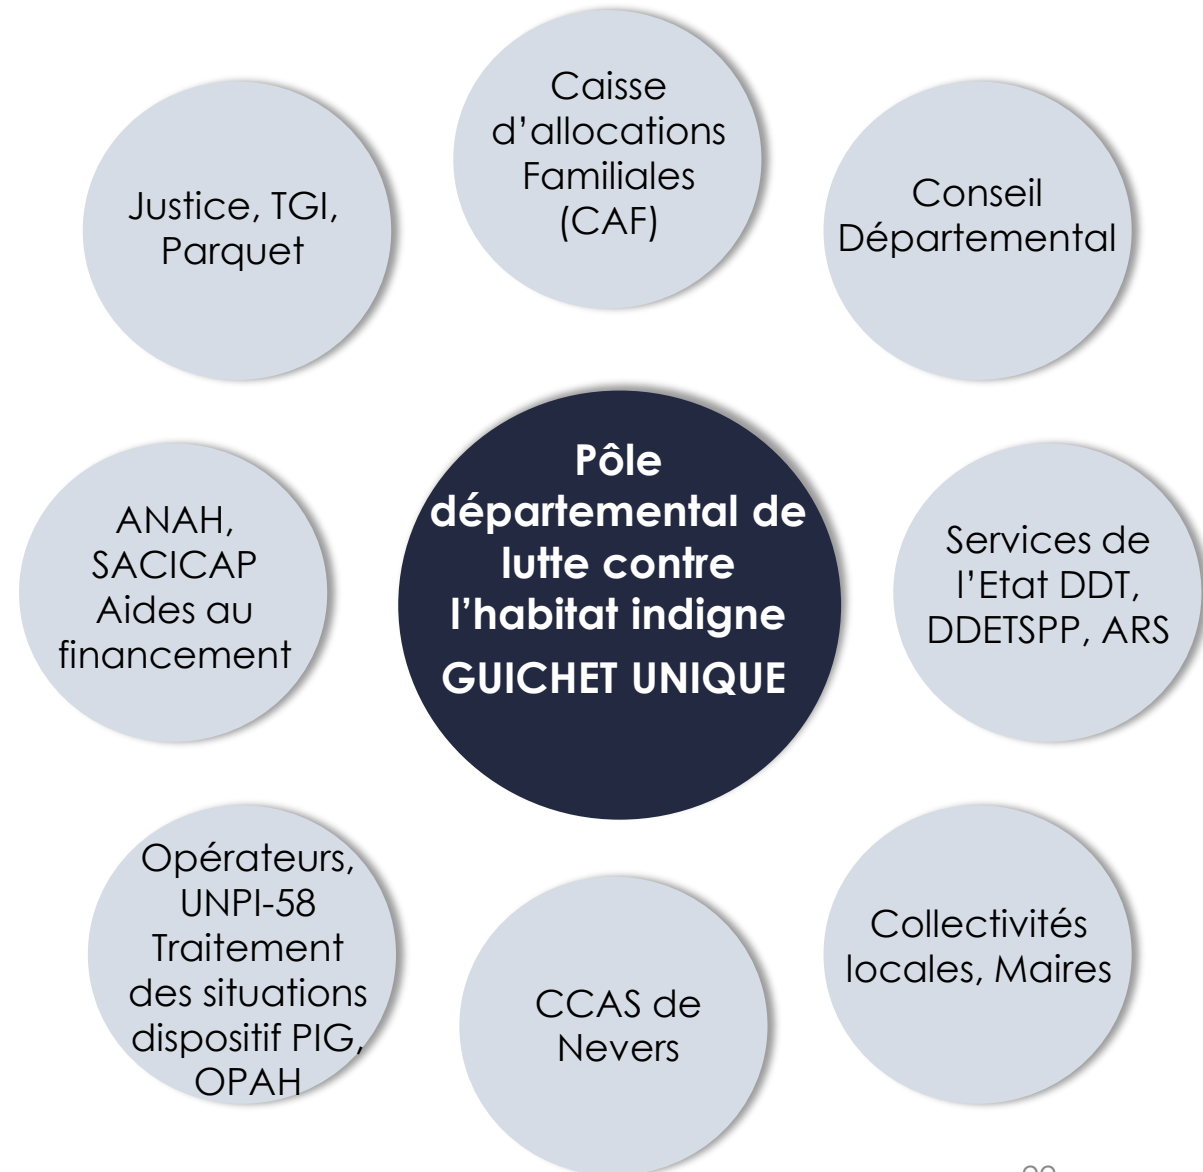 Caisse
d’allocations
Familiales
(CAF)
Justice, TGI,
Parquet
Conseil
Départemental
Pôle
départemental de
lutte contre
l’habitat indigne
GUICHET UNIQUE
ANAH,
SACICAP
Aides au
financement
Services de
l’Etat DDT,
DDETSPP, ARS
Opérateurs,
UNPI-58
Traitement
des situations
dispositif PIG,
OPAH
CCAS de
Nevers
Collectivités
locales, Maires